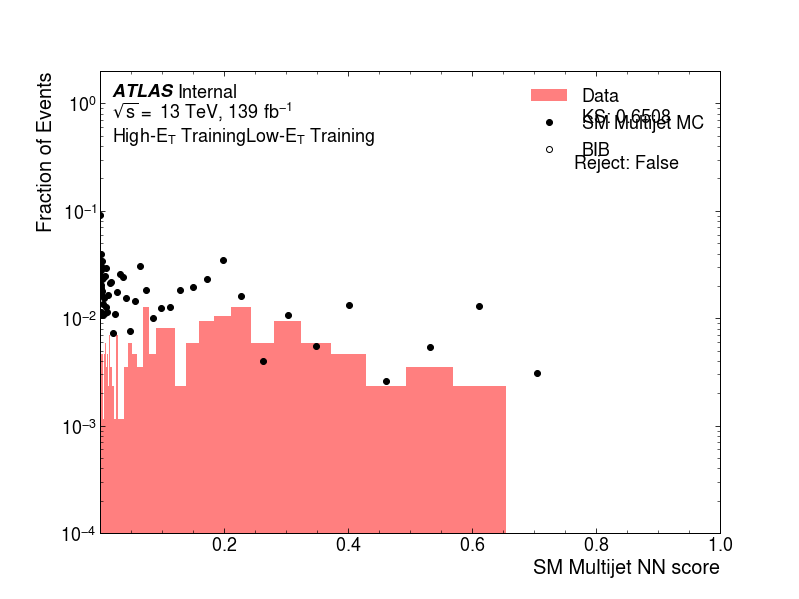 ATLAS Internal
√s = 13 TeV, 139 fb⁻¹
High-E_T TrainingLow-E_T Training
Data
KS: 0.6508
SM Multijet MC
BIB
Reject: False
Fraction of Events
10⁰
10⁻¹
10⁻²
10⁻³
10⁻⁴
0.2 0.4 0.6 0.8 1.0
SM Multijet NN score